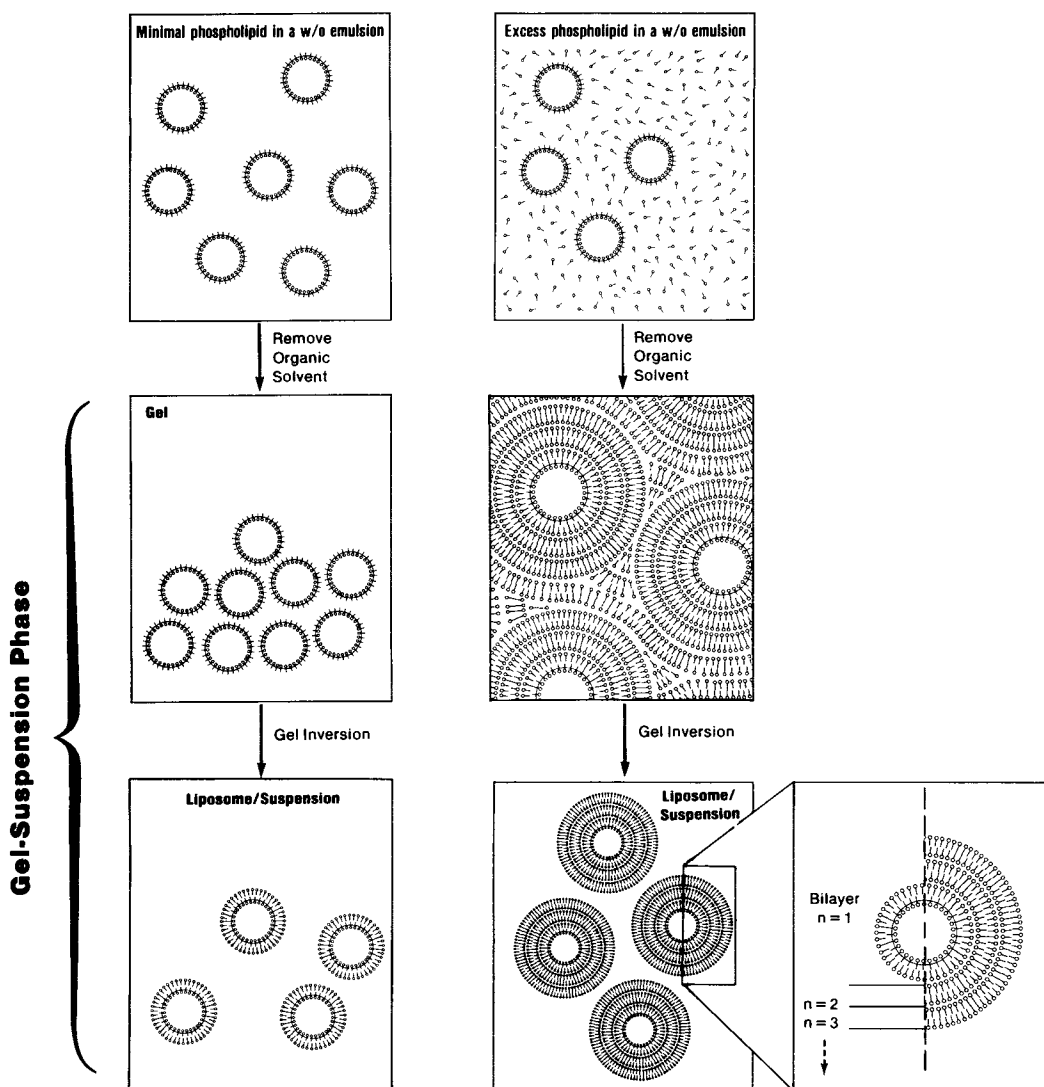 Minimal phospholipid in a w/o emulsion
Excess phospholipid in a w/o emulsion
Remove
Organic
Solvent
Remove
Organic
Solvent
Gel-Suspension Phase
Gel
Gel Inversion
Gel Inversion
Liposome/Suspension
Liposome/
Suspension
Bilayer
n = 1
n = 2
n = 3